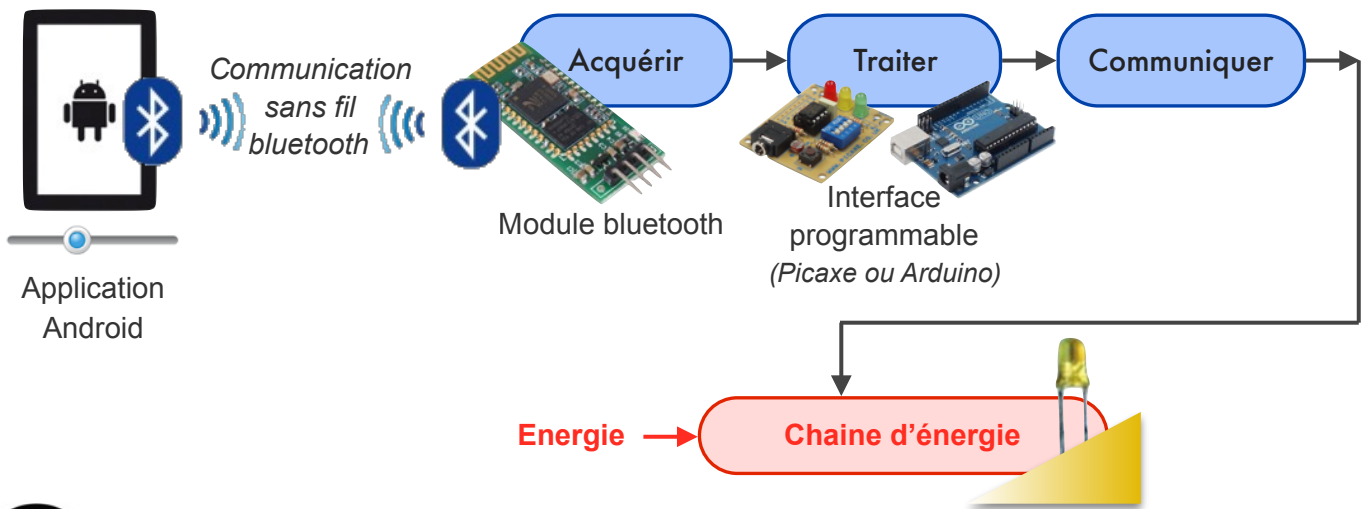 Communication
sans fil
bluetooth
Acquérir
Traiter
Communiquer
Module bluetooth
Interface
programmable
(Picaxe ou Arduino)
Application
Android
Energie
Chaine d’énergie